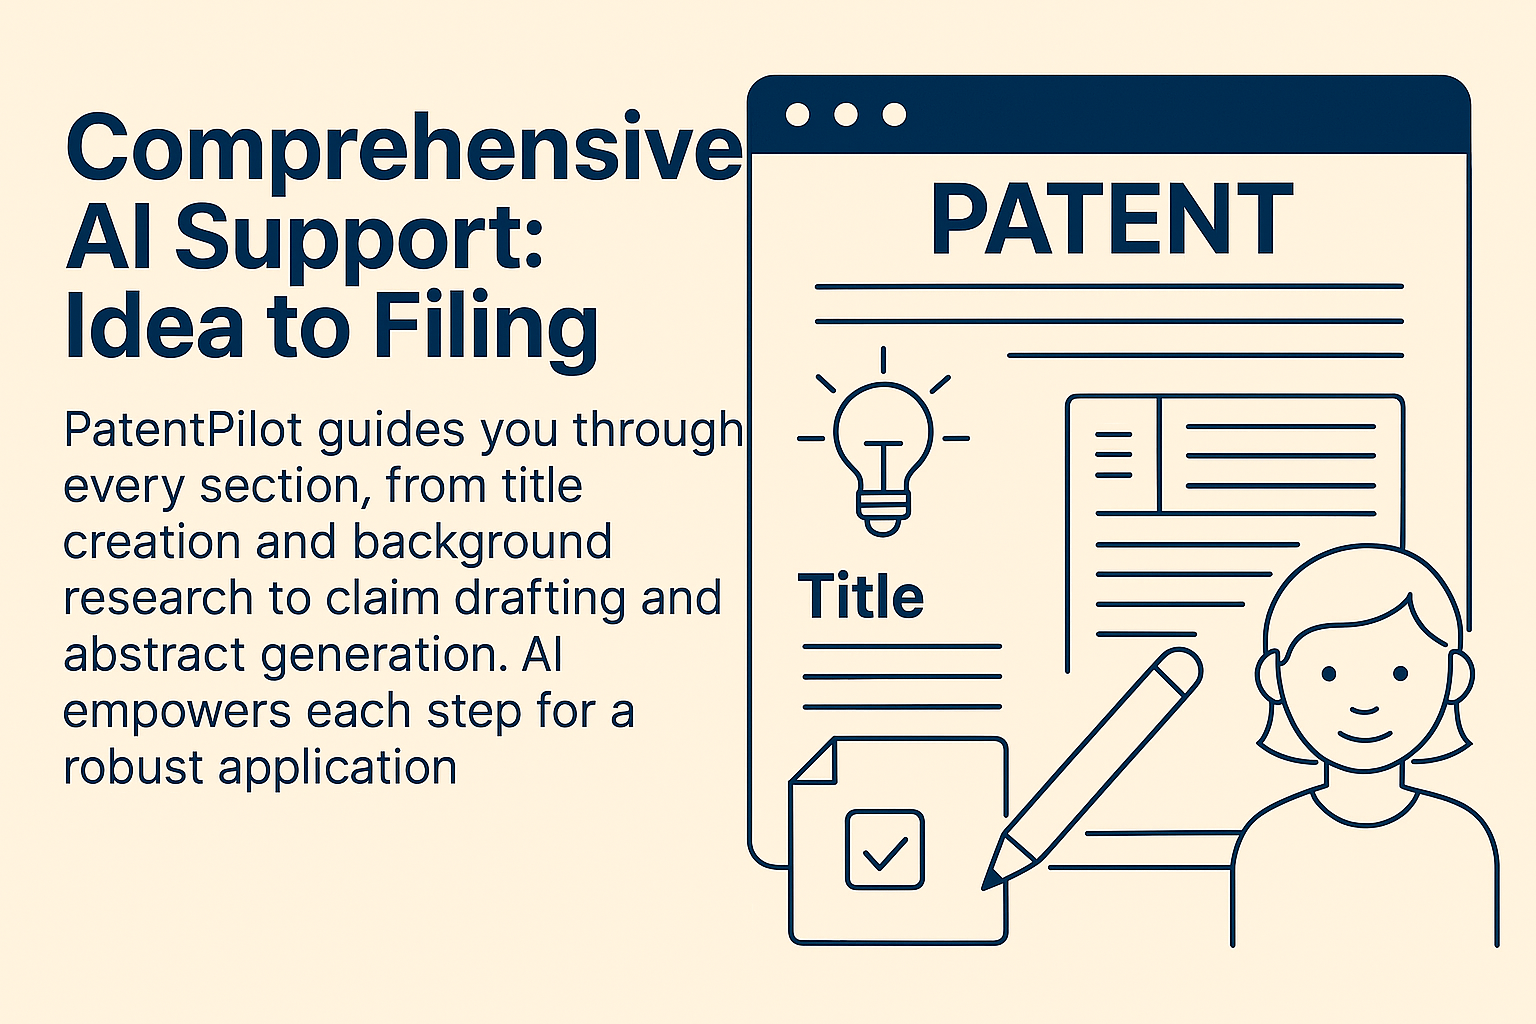 Comprehensive
AI Support:
Idea to Filing
PatentPilot guides you through
every section, from title
creation and background
research to claim drafting and
abstract generation. AI
empowers each step for a
robust application
PATENT
Title